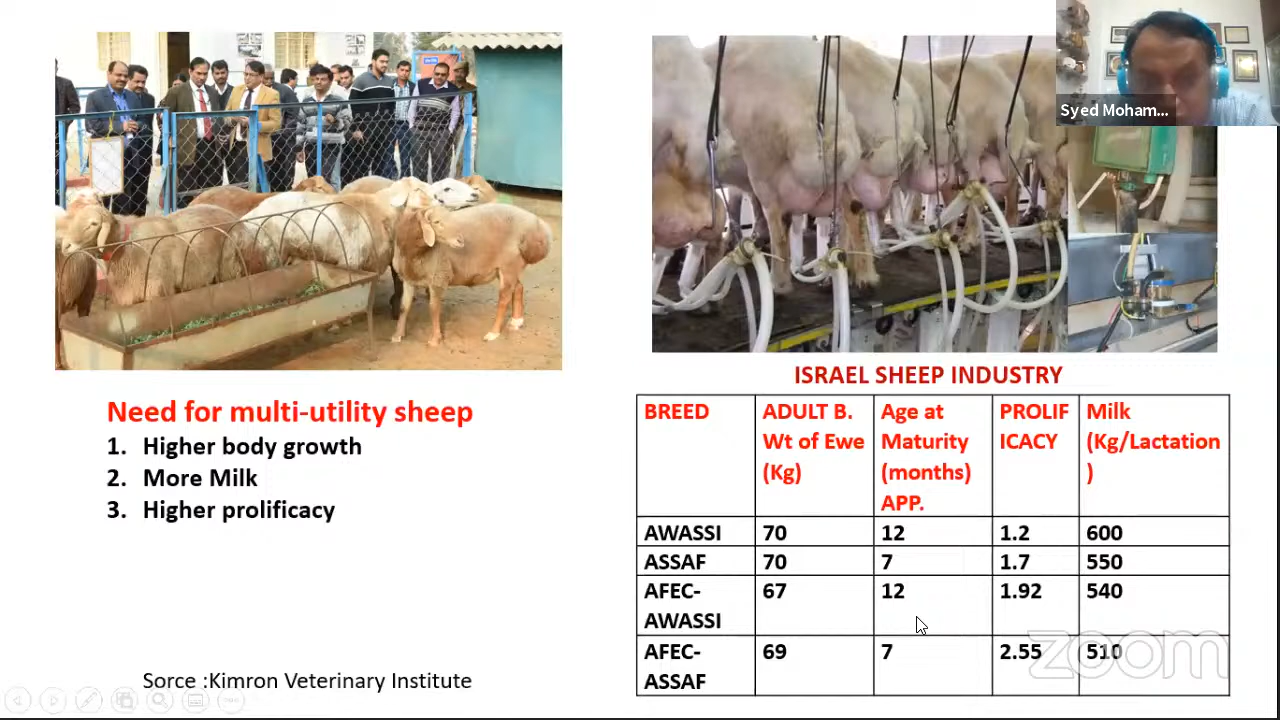 Syed Moham...
Need for multi-utility sheep
1. Higher body growth
2. More Milk
3. Higher prolificacy
Sorce :Kimron Veterinary Institute
ISRAEL SHEEP INDUSTRY
BREED
ADULT B.
Wt of Ewe
(Kg)
Age at
Maturity
(months)
APP.
PROLIF
ICACY
Milk
(Kg/Lactation
)
AWASSI 70 12 1.2 600
ASSAF 70 7 1.7 550
AFEC-
AWASSI
67 12 1.92 540
AFEC-
ASSAF
69 7 2.55 510
zoom